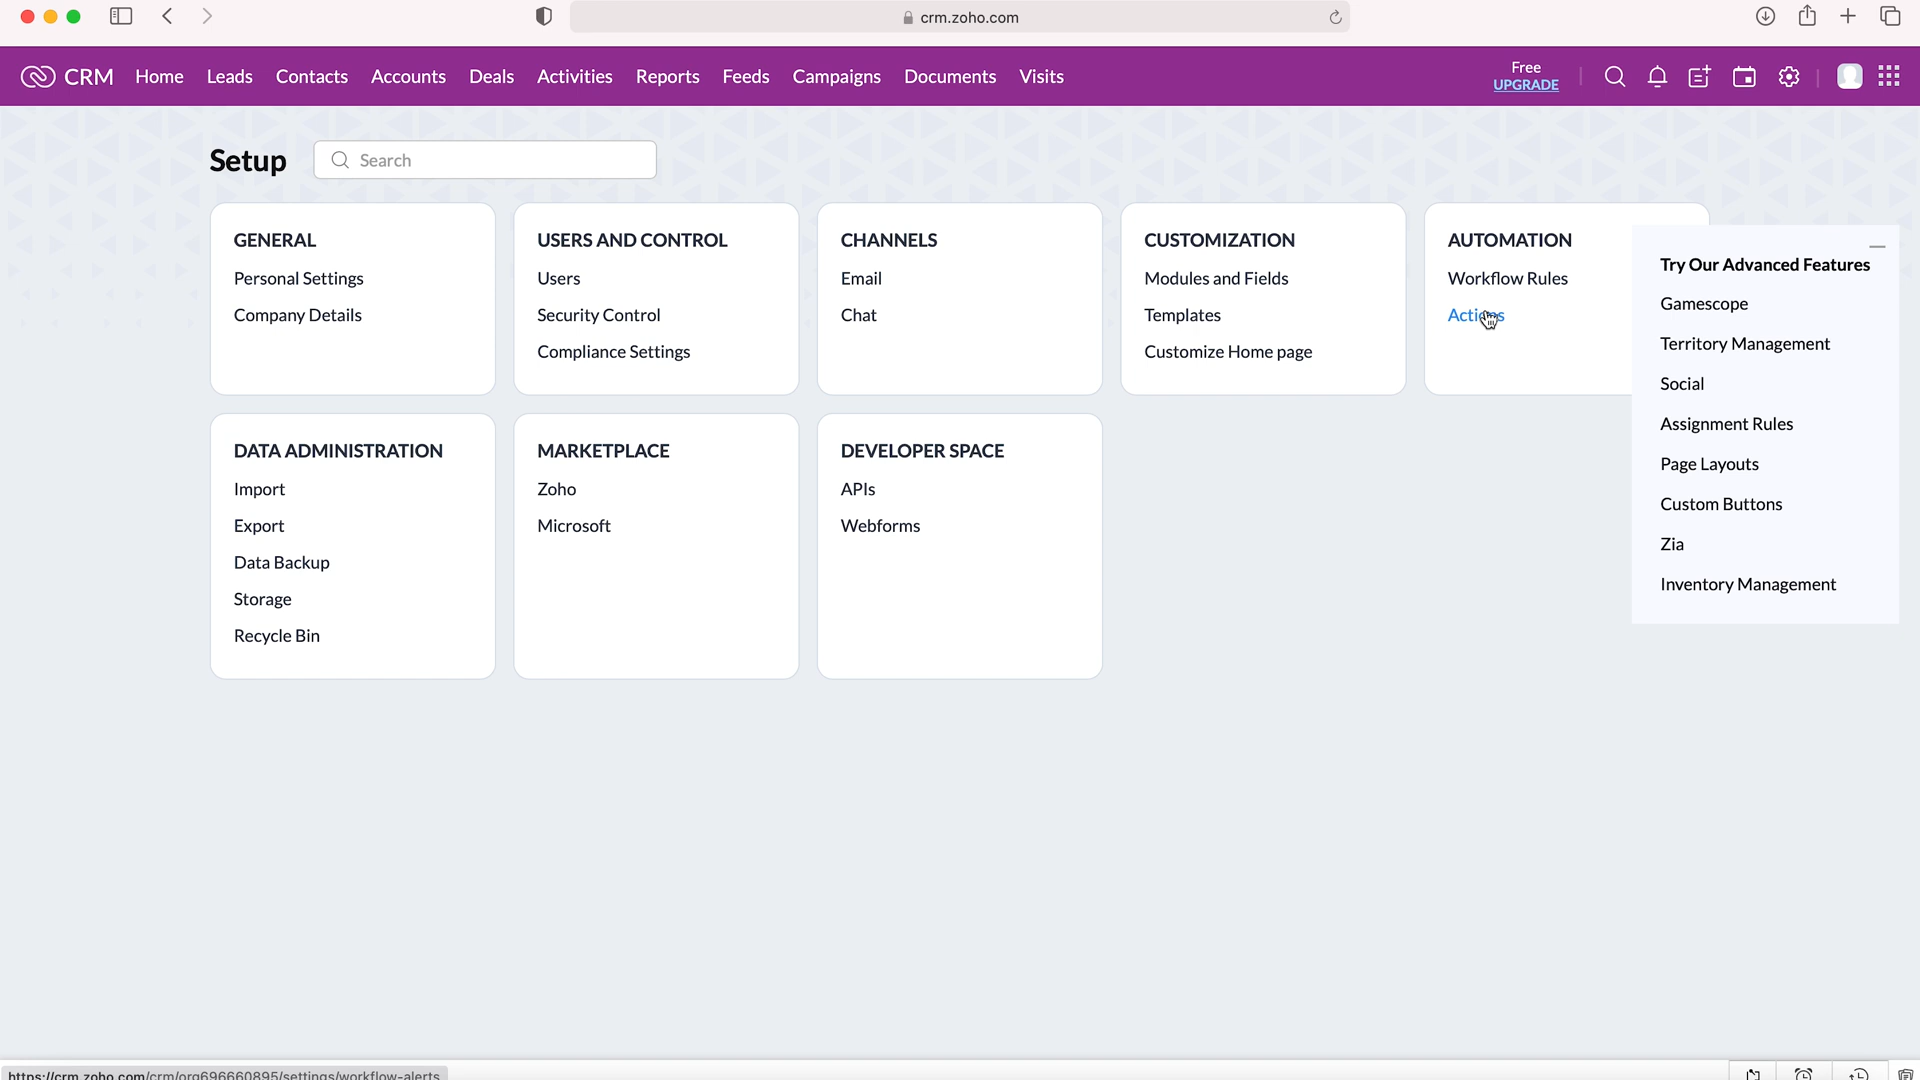 crm.zoho.com
CRM Home Leads Contacts Accounts Deals Activities Reports Feeds Campaigns Documents Visits
Free
UPGRADE
Setup
Search
GENERAL
Personal Settings
Company Details
USERS AND CONTROL
Users
Security Control
Compliance Settings
CHANNELS
Email
Chat
CUSTOMIZATION
Modules and Fields
Templates
Customize Home page
AUTOMATION
Workflow Rules
Actions
Try Our Advanced Features
Gamescope
Territory Management
Social
Assignment Rules
Page Layouts
Custom Buttons
Zia
Inventory Management
DATA ADMINISTRATION
Import
Export
Data Backup
Storage
Recycle Bin
MARKETPLACE
Zoho
Microsoft
DEVELOPER SPACE
APIs
Webforms
https://crm.zoho.com/crm/org696660895/settings/workflow-alerts